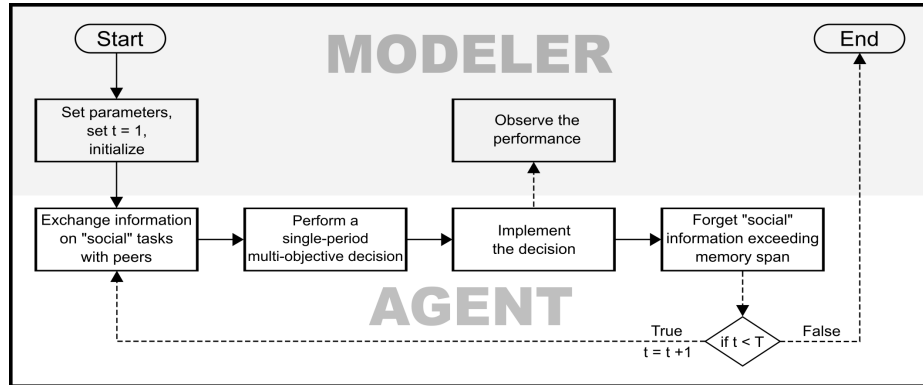 Start
MODELER
End
Set parameters,
set t = 1,
initialize
Observe the
performance
Exchange information
on "social" tasks
with peers
Perform a
single-period
multi-objective decision
Implement
the decision
Forget "social"
information exceeding
memory span
AGENT
True
t = t +1
if t < T
False